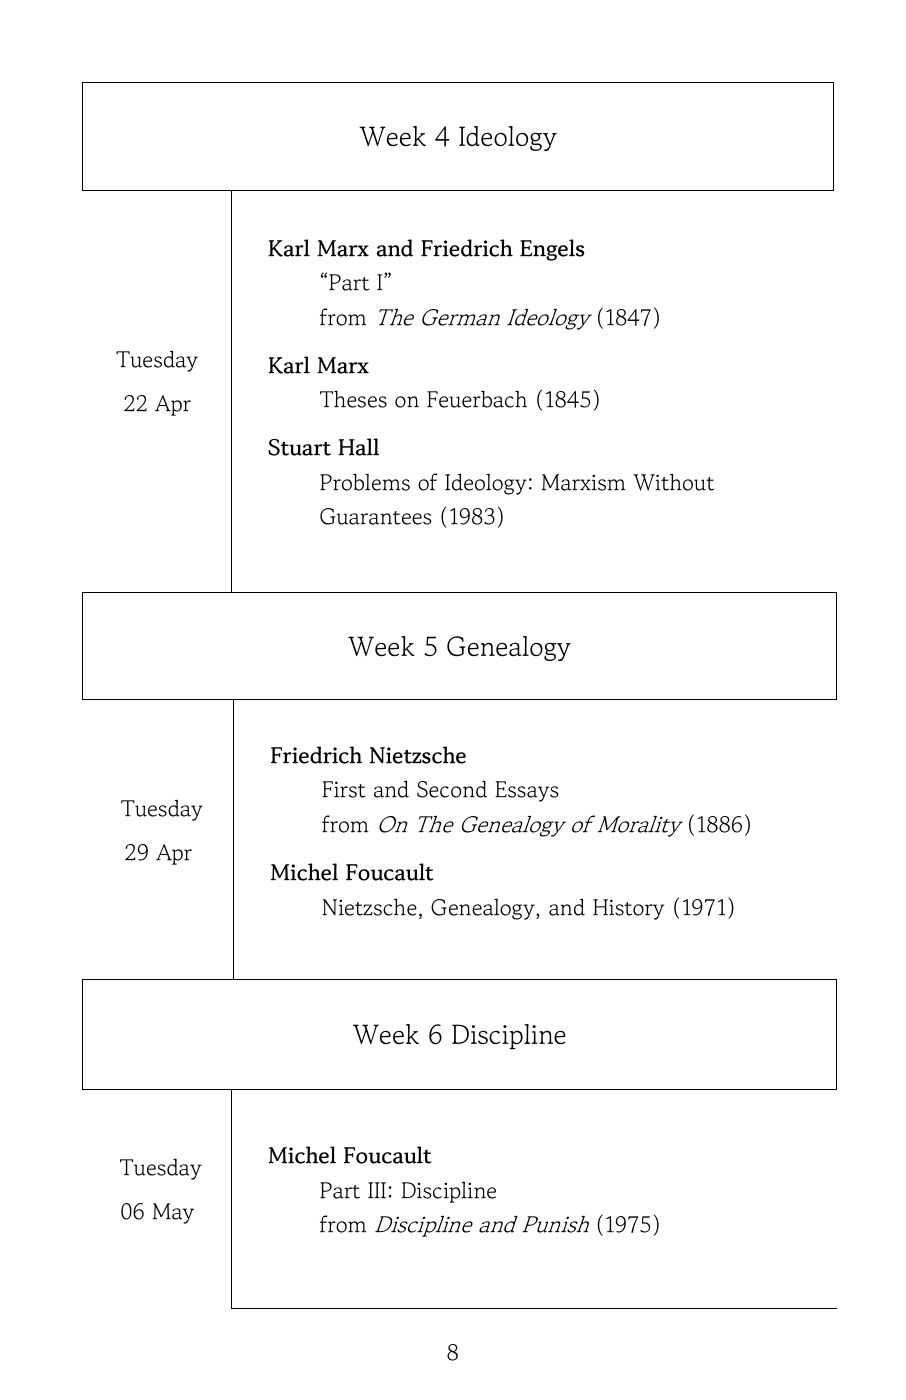 Week 4 Ideology
Tuesday
22 Apr
Karl Marx and Friedrich Engels
“Part I”
from The German Ideology (1847)
Karl Marx
Theses on Feuerbach (1845)
Stuart Hall
Problems of Ideology: Marxism Without
Guarantees (1983)
Week 5 Genealogy
Tuesday
29 Apr
Friedrich Nietzsche
First and Second Essays
from On The Genealogy of Morality (1886)
Michel Foucault
Nietzsche, Genealogy, and History (1971)
Week 6 Discipline
Tuesday
06 May
Michel Foucault
Part III: Discipline
from Discipline and Punish (1975)
8